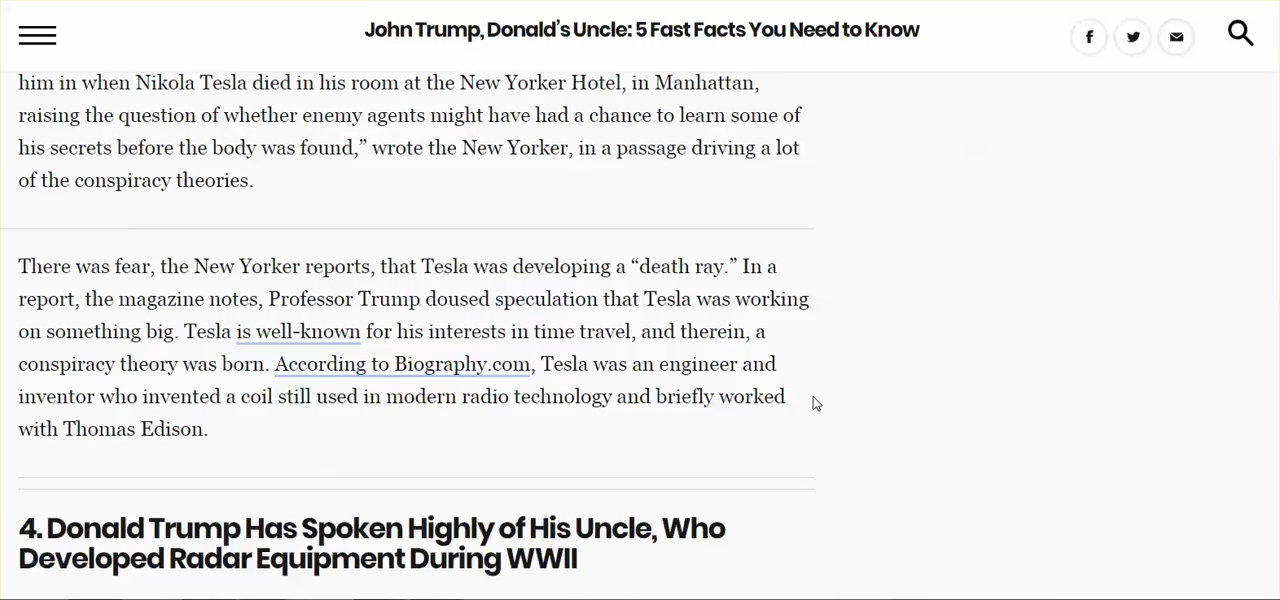 John Trump, Donald’s Uncle: 5 Fast Facts You Need to Know
him in when Nikola Tesla died in his room at the New Yorker Hotel, in Manhattan,
raising the question of whether enemy agents might have had a chance to learn some of
his secrets before the body was found,” wrote the New Yorker, in a passage driving a lot
of the conspiracy theories.
There was fear, the New Yorker reports, that Tesla was developing a “death ray.” In a
report, the magazine notes, Professor Trump doused speculation that Tesla was working
on something big. Tesla is well-known for his interests in time travel, and therein, a
conspiracy theory was born. According to Biography.com, Tesla was an engineer and
inventor who invented a coil still used in modern radio technology and briefly worked
with Thomas Edison.
4. Donald Trump Has Spoken Highly of His Uncle, Who
Developed Radar Equipment During WWII